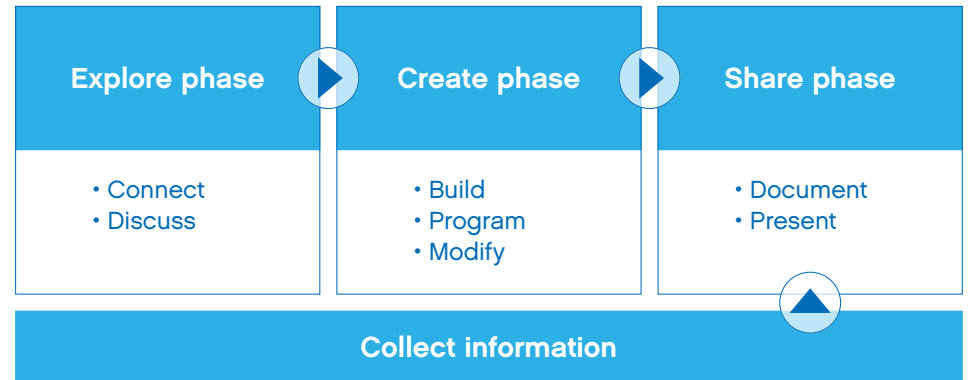 Explore phase
• Connect
• Discuss
Create phase
• Build
• Program
• Modify
Share phase
• Document
• Present
Collect information